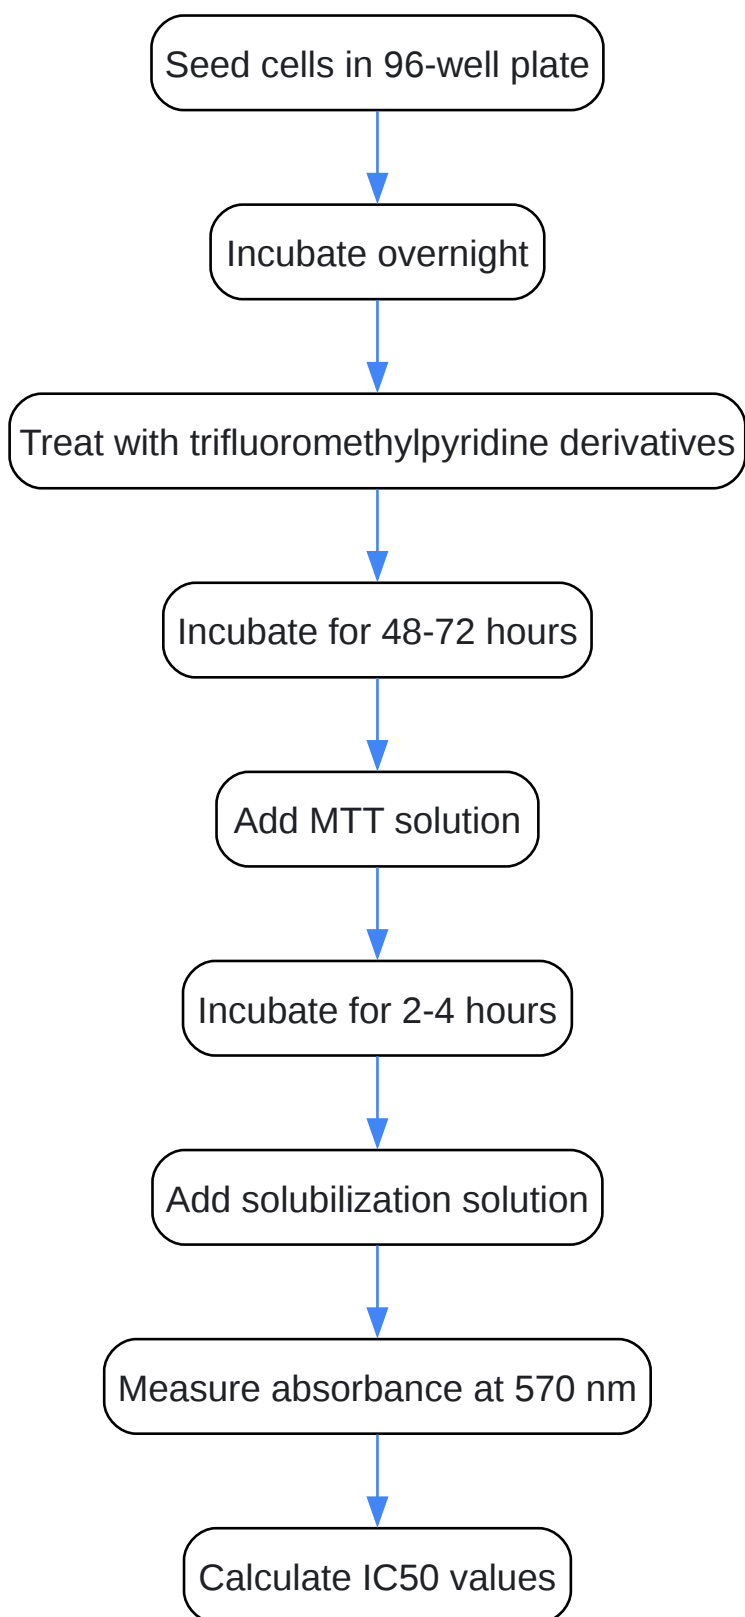 Seed cells in 96-well plate
Incubate overnight
Treat with trifluoromethylpyridine derivatives
Incubate for 48-72 hours
Add MTT solution
Incubate for 2-4 hours
Add solubilization solution
Measure absorbance at 570 nm
Calculate IC50 values